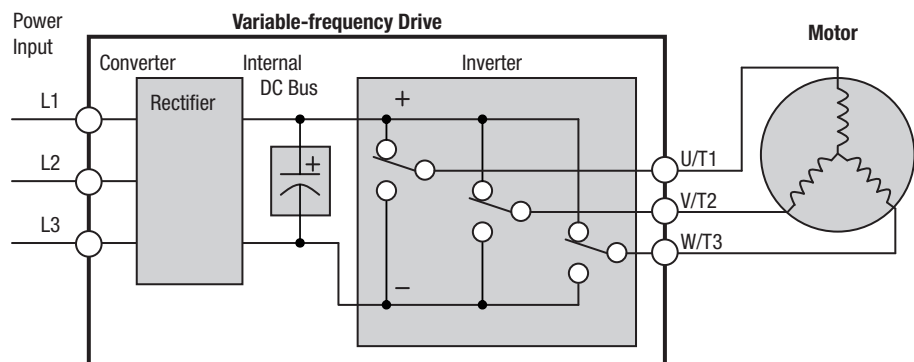 Power
Input
Variable-frequency Drive
Motor
Converter
Internal
DC Bus
Inverter
Rectifier
L1
L2
L3
+
+
−
U/T1
V/T2
W/T3